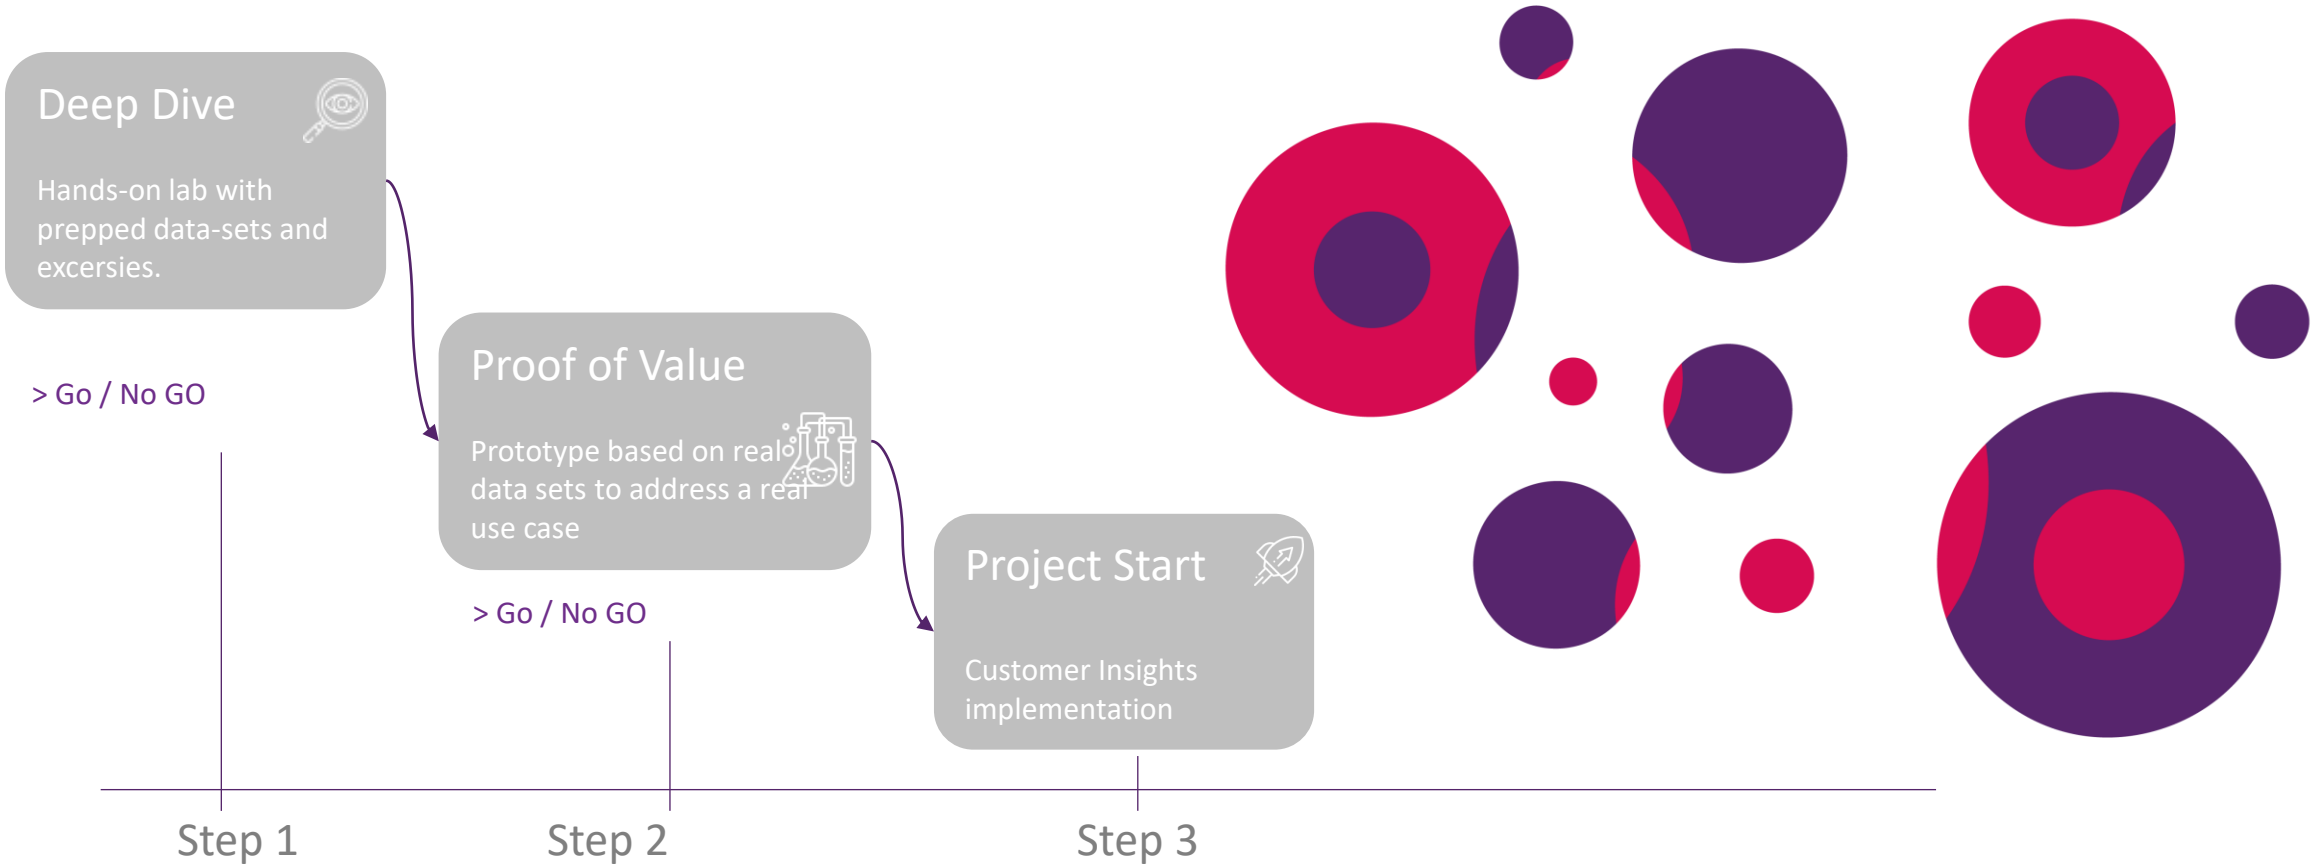 Deep Dive
Hands-on lab with
prepped data-sets and
excersies.
> Go / No GO
Proof of Value
Prototype based on real
data sets to address a real
use case
> Go / No GO
Project Start
Customer Insights
implementation
Step 1
Step 2
Step 3